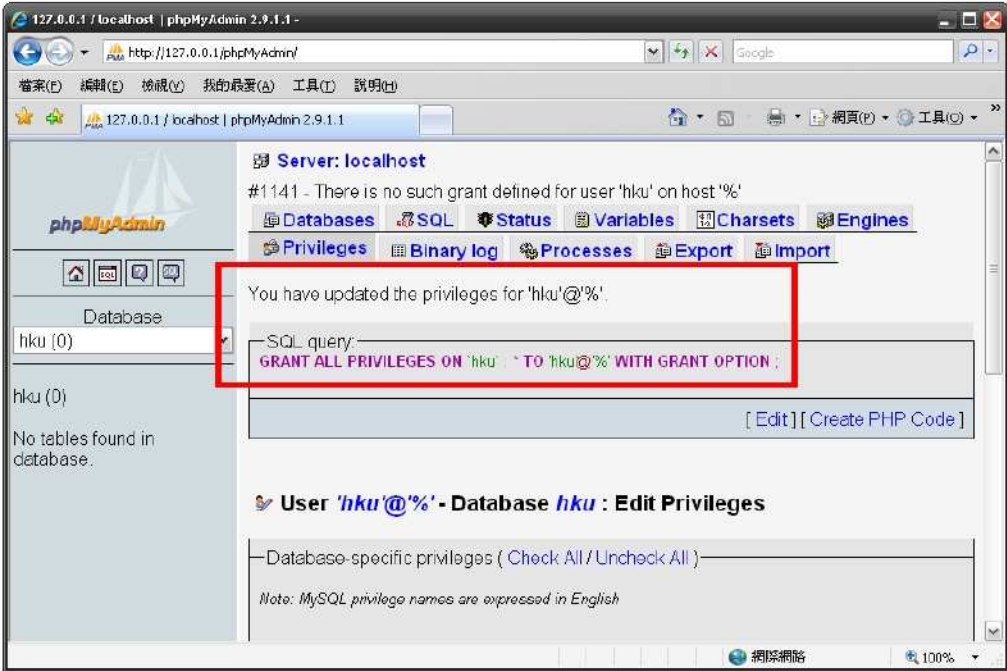 127.0.0.1 / localhost | phpMyAdmin 2.9.1.1 -
http://127.0.0.1/phpMyAdmin/
Google
檔案(F) 編輯(E) 檢視(V) 我的最愛(A) 工具(T) 說明(H)
127.0.0.1 / localhost | phpMyAdmin 2.9.1.1
網頁(P)
工具(O)
phpMyAdmin
SQL
Database
hku (0)
hku (0)
No tables found in
database.
Server: localhost
#1141 - There is no such grant defined for user 'hku' on host '%'
Databases SQL Status Variables Charsets Engines
Privileges Binary log Processes Export Import
You have updated the privileges for 'hku'@'%'.
SQL query:
GRANT ALL PRIVILEGES ON `hku` . * TO 'hku'@'%' WITH GRANT OPTION ;
[ Edit ] [ Create PHP Code ]
User 'hku'@'%' - Database hku : Edit Privileges
Database-specific privileges ( Check All / Uncheck All )
Note: MySQL privilege names are expressed in English
網際網路
100%